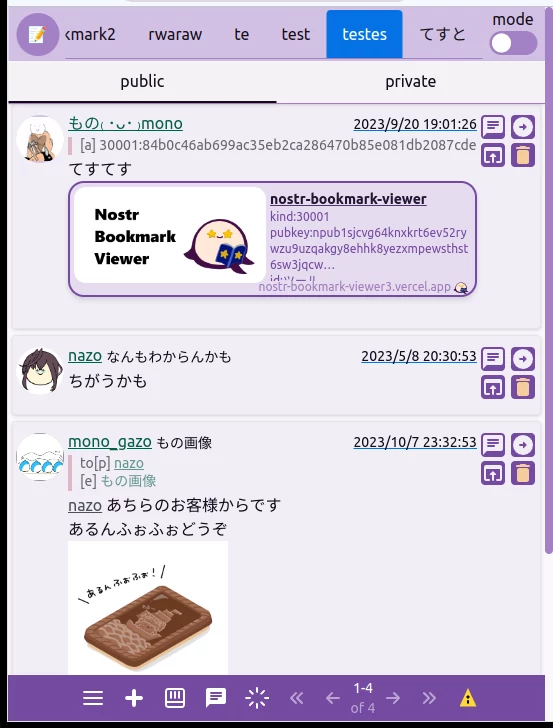 mode
kmark2 rwaraw te test testes てすと
public private
もの(･ᴗ･)mono 2023/9/20 19:01:26
[a] 30001:84b0c46ab699ac35eb2ca286470b85e081db2087cde
てすてす
Nostr
Bookmark
Viewer
nostr-bookmark-viewer
kind:30001
pubkey:npub1sjcvg64knxkrt6ev52ry
wzu9uzqakgy8ehhk8yezxmpewsthst
6sw3jqcw…
nostr-bookmark-viewer3.vercel.app
nazo なんもわからんかも 2023/5/8 20:30:53
ちがうかも
mono_gazo もの画像 2023/10/7 23:32:53
to[p] nazo
[e] もの画像
nazo あちらのお客様からです
あるんふぉふぉどうぞ
あるんふぉふぉ！
1-4
of 4